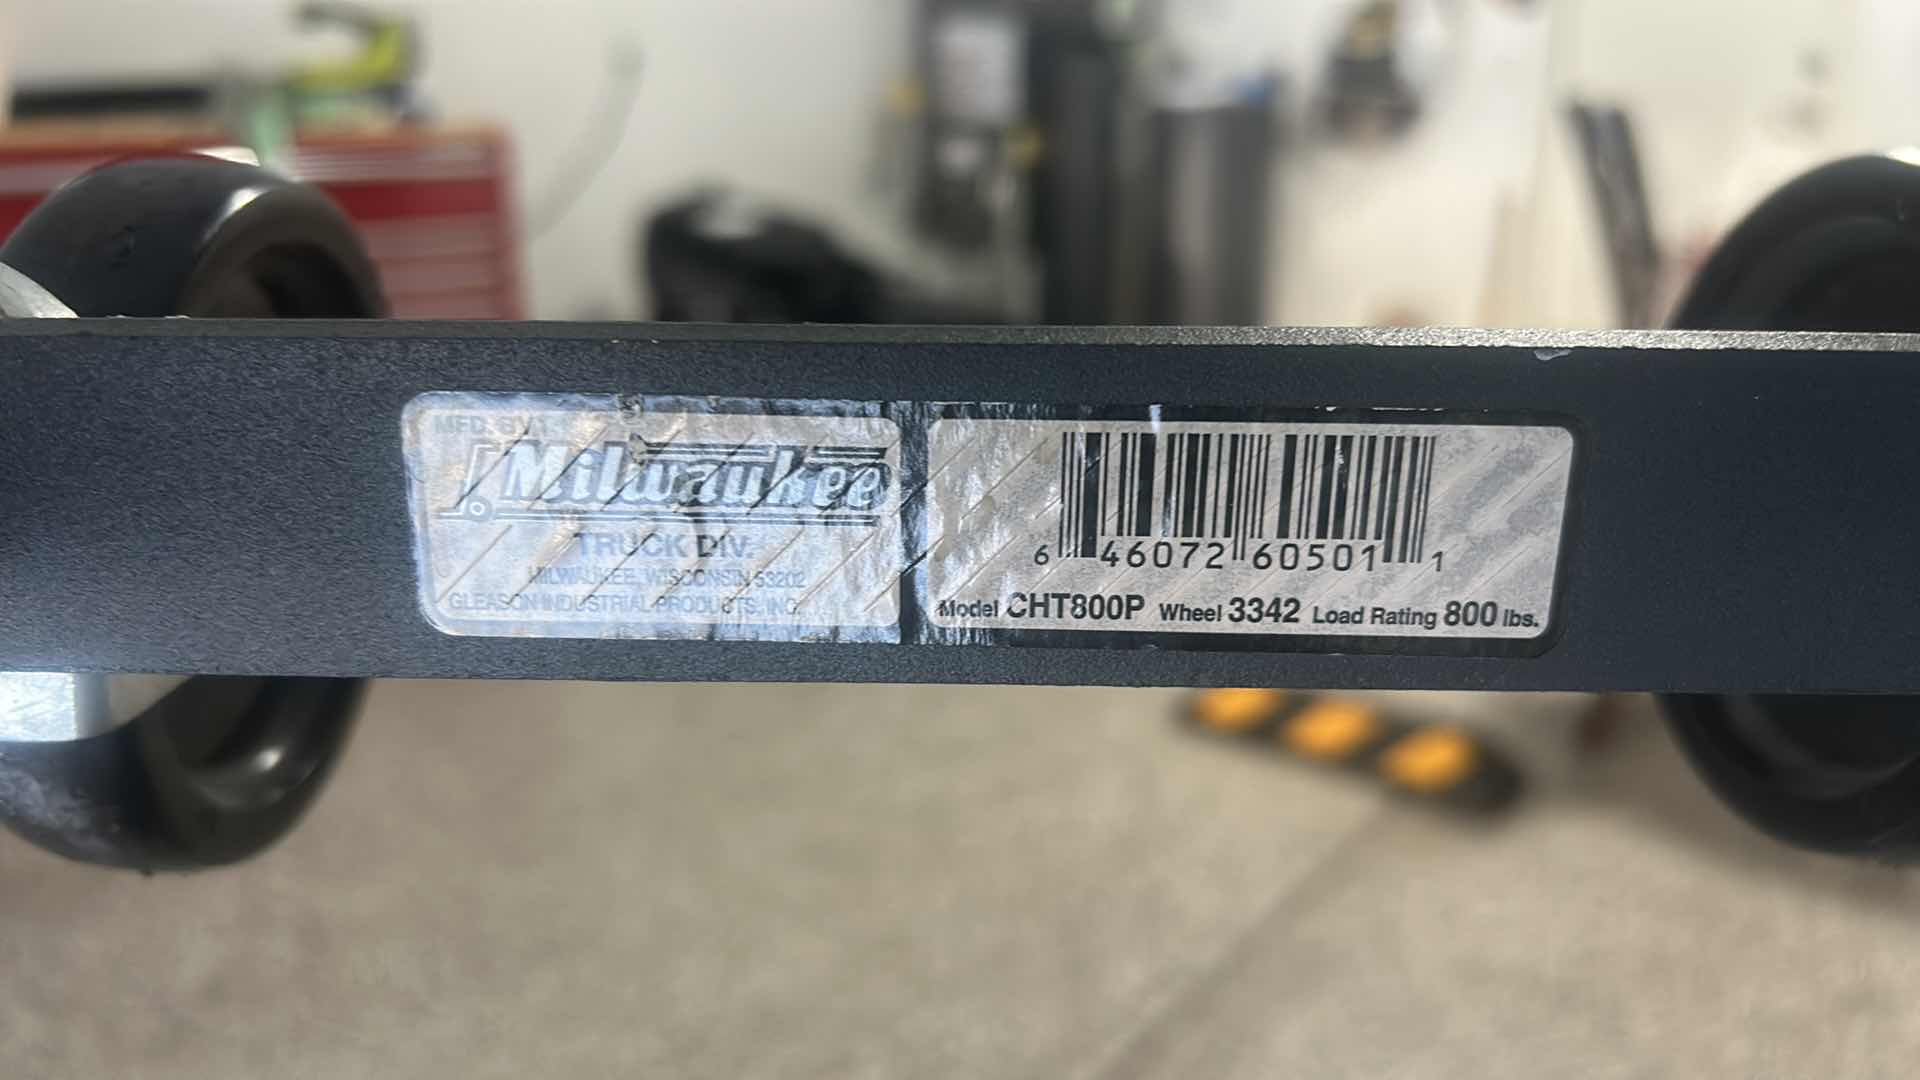 MFD. BY
Milwaukee
TRUCK DIV.
MILWAUKEE, WISCONSIN 53202
GLEASON INDUSTRIAL PRODUCTS, INC.
6 46072 60501 1
Model CHT800P Wheel 3342 Load Rating 800 lbs.